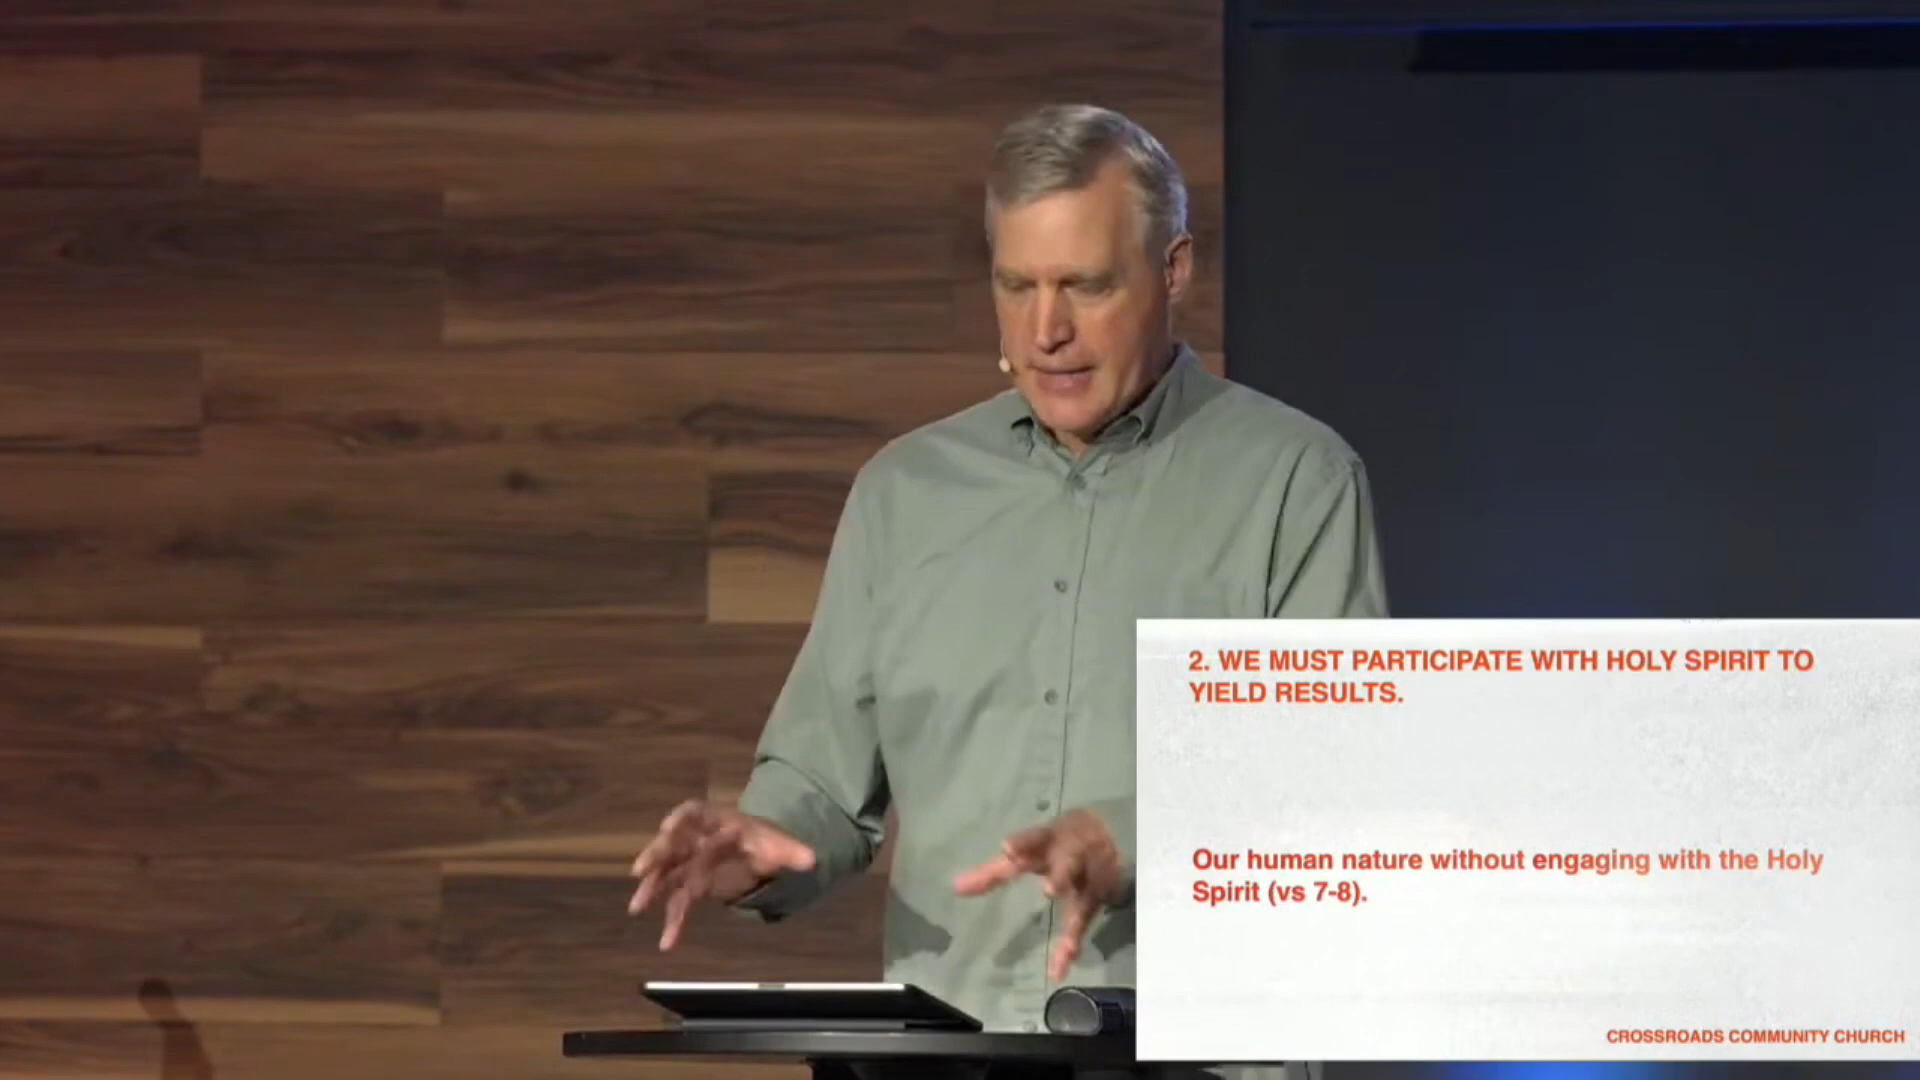 2. WE MUST PARTICIPATE WITH HOLY SPIRIT TO
YIELD RESULTS.
Our human nature without engaging with the Holy
Spirit (vs 7-8).
CROSSROADS COMMUNITY CHURCH